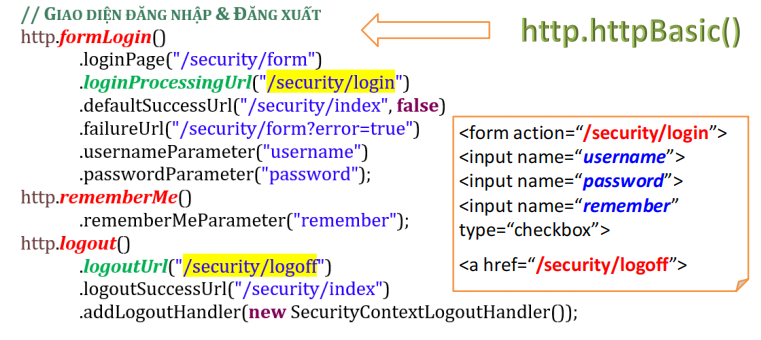 // GIAO DIỆN ĐĂNG NHẬP & ĐĂNG XUẤT
http.formLogin()
.loginPage("/security/form")
.loginProcessingUrl("/security/login")
.defaultSuccessUrl("/security/index", false)
.failureUrl("/security/form?error=true")
.usernameParameter("username")
.passwordParameter("password");
http.rememberMe()
.rememberMeParameter("remember");
http.logout()
.logoutUrl("/security/logoff")
.logoutSuccessUrl("/security/index")
.addLogoutHandler(new SecurityContextLogoutHandler());
http.httpBasic()
<form action=“/security/login”>
<input name=“username”>
<input name=“password”>
<input name=“remember”
type=“checkbox”>
<a href=“/security/logoff”>